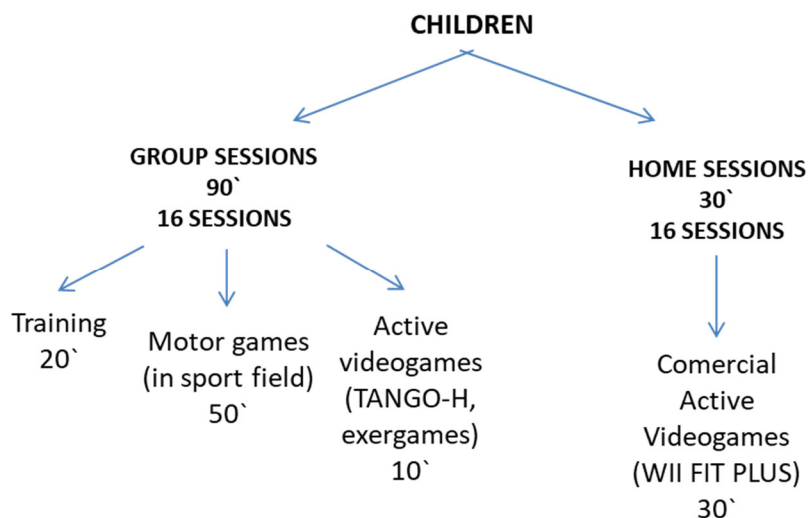 CHILDREN
GROUP SESSIONS
90`
16 SESSIONS
HOME SESSIONS
30`
16 SESSIONS
Training
20`
Motor games
(in sport field)
50`
Active
videogames
(TANGO-H,
exergames)
10`
Comercial
Active
Videogames
(WII FIT PLUS)
30`